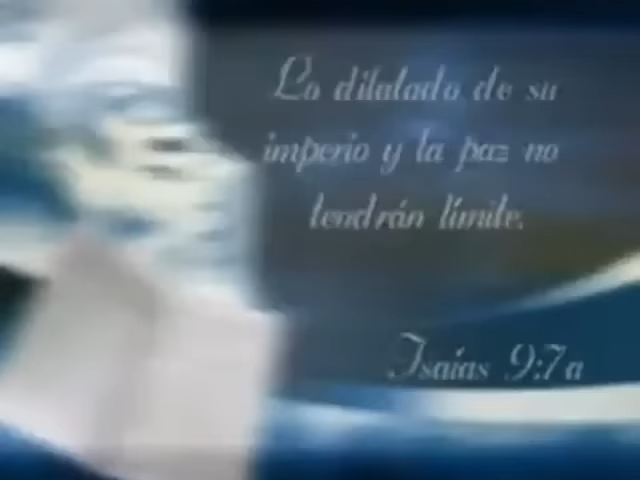 Lo dilatado de su
imperio y la paz no
tendrán límite.
Isaías 9:7a